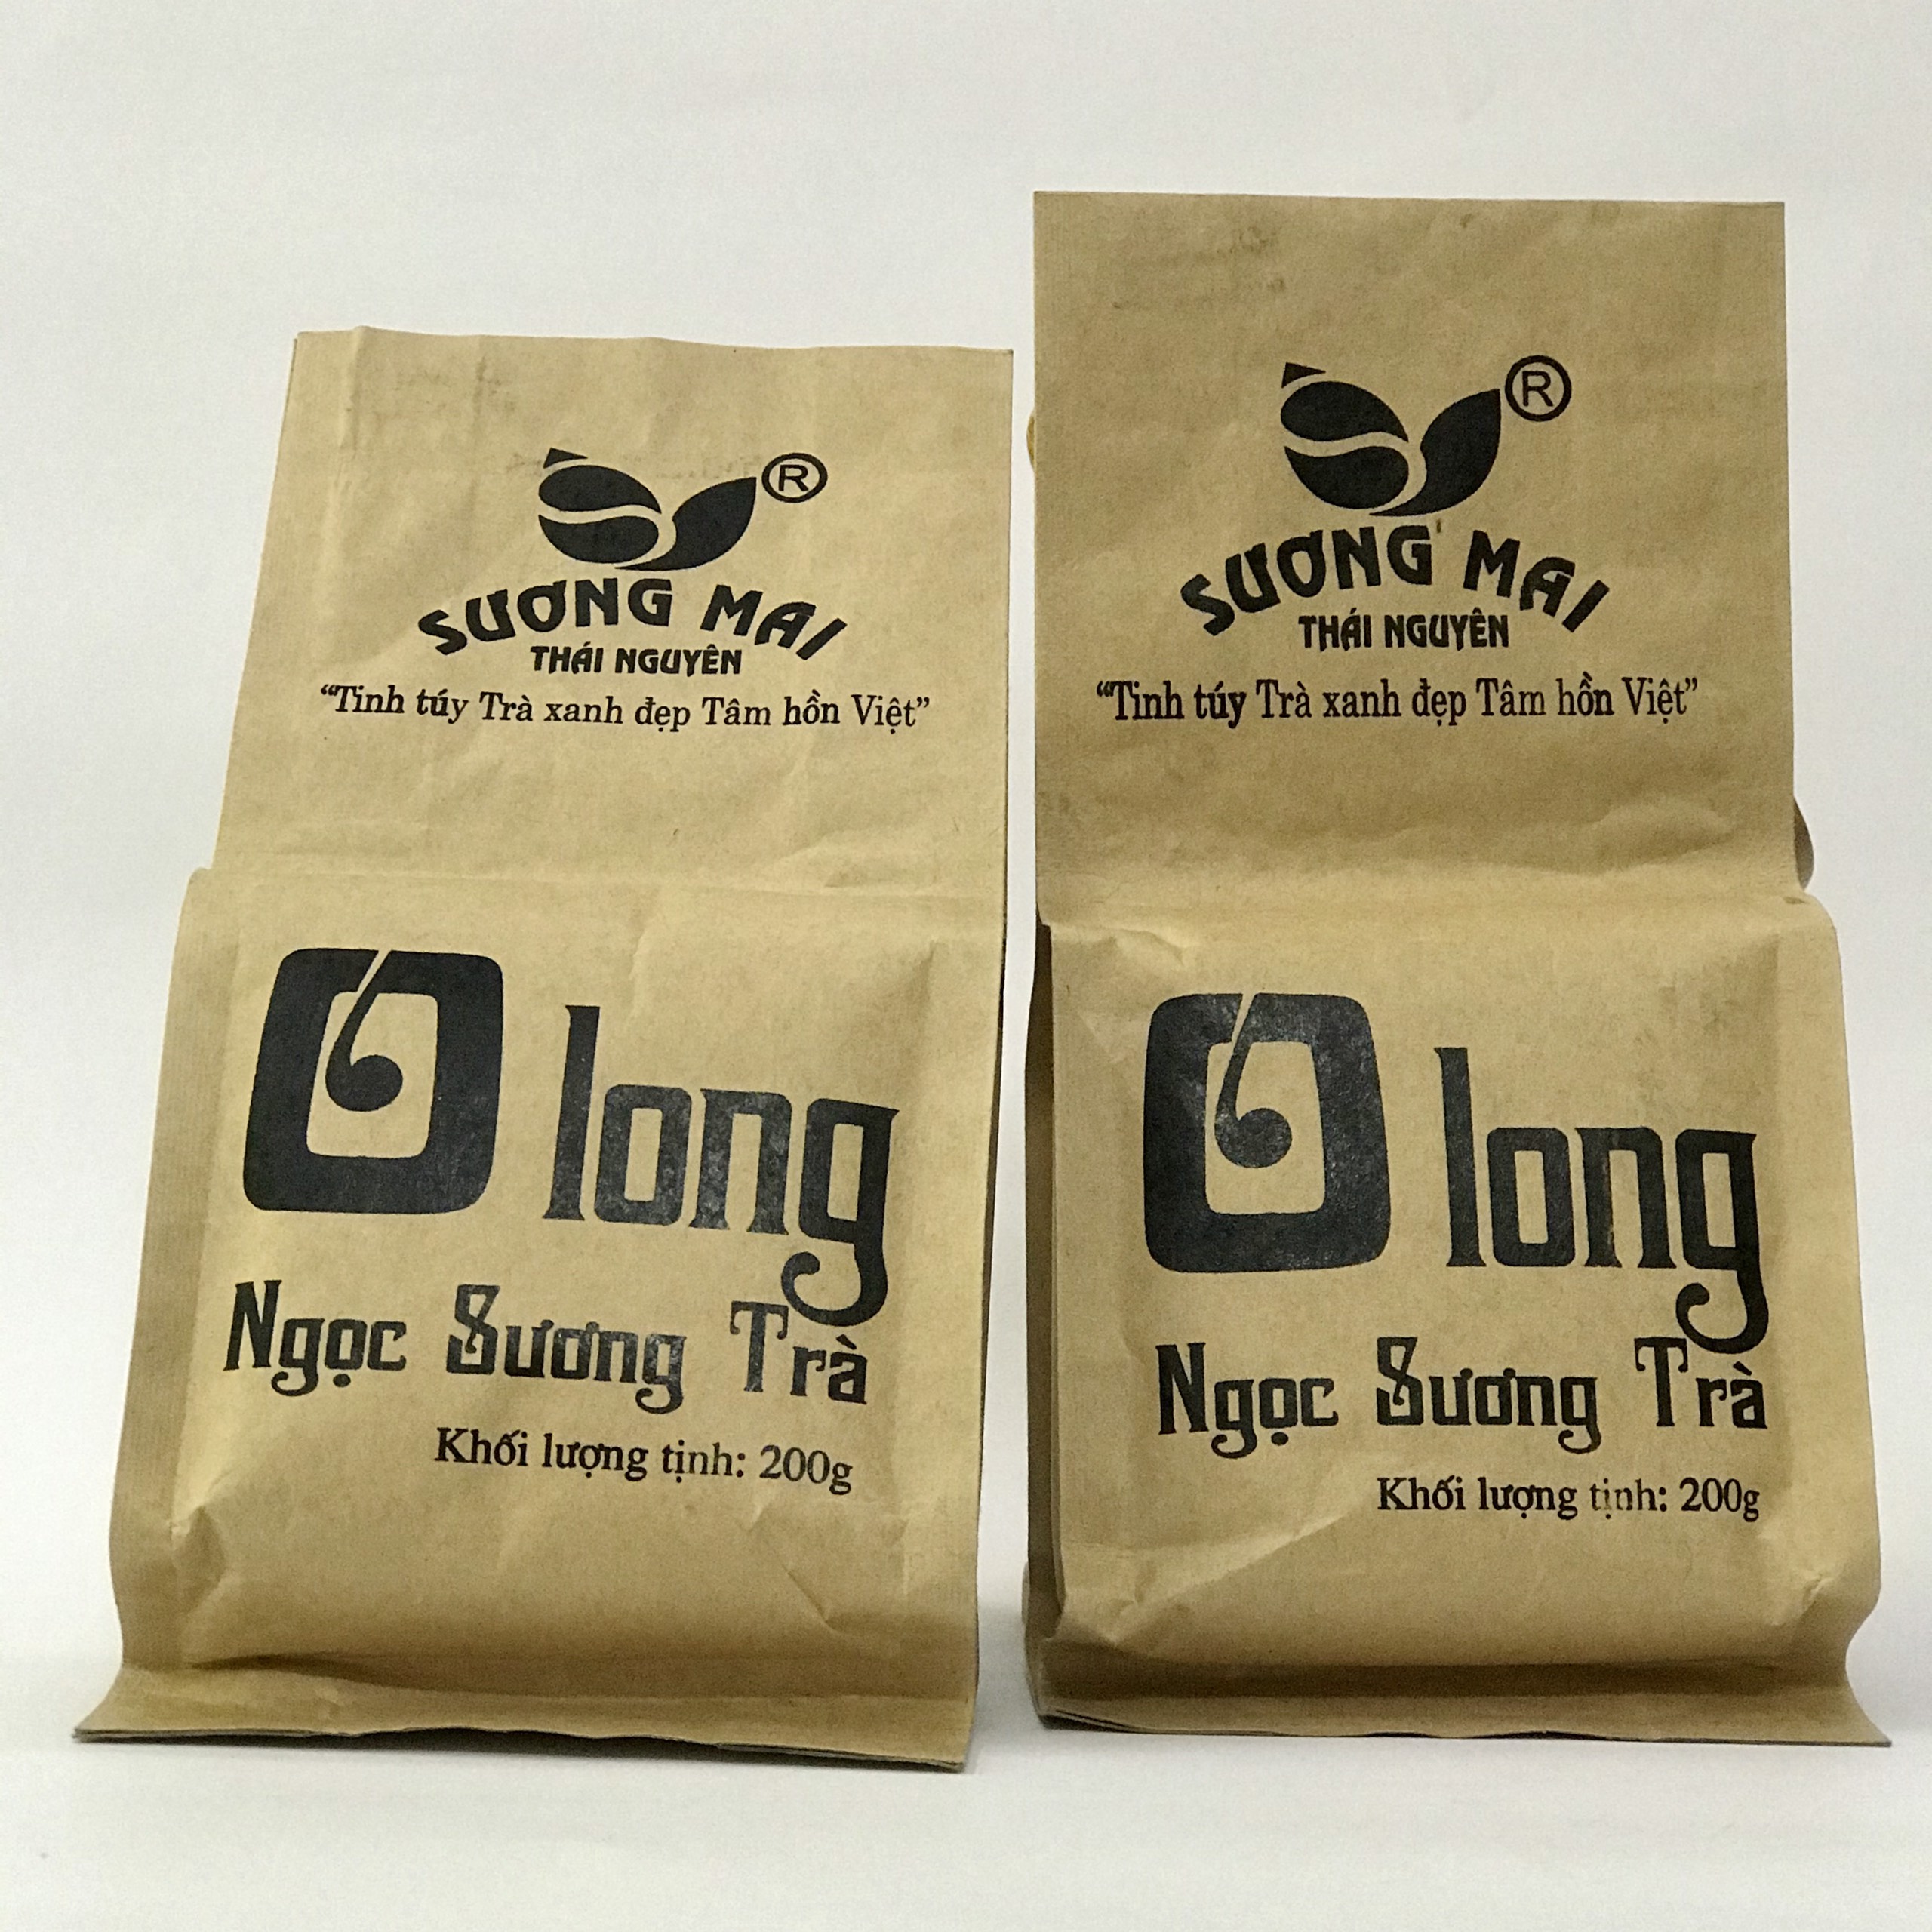 ®
SƯƠNG MAI
THÁI NGUYÊN
“Tinh túy Trà xanh đẹp Tâm hồn Việt”
O long
Ngọc Sương Trà
Khối lượng tịnh: 200g
®
SƯƠNG MAI
THÁI NGUYÊN
“Tinh túy Trà xanh đẹp Tâm hồn Việt”
O long
Ngọc Sương Trà
Khối lượng tịnh: 200g